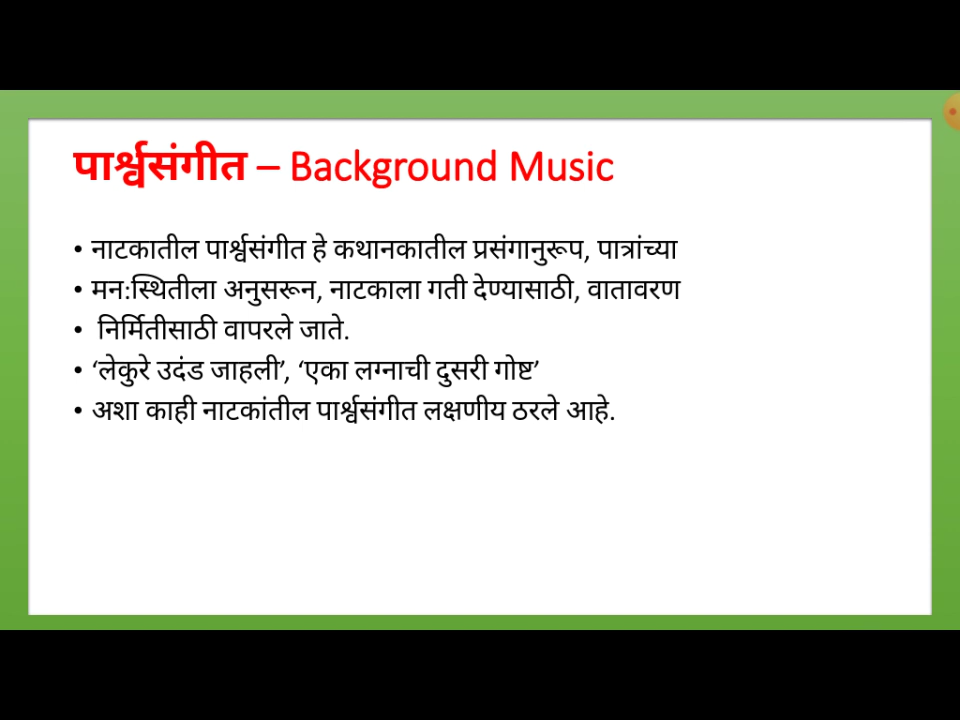 पार्श्वसंगीत – Background Music
• नाटकातील पार्श्वसंगीत हे कथानकातील प्रसंगानुरूप, पात्रांच्या
• मन:स्थितीला अनुसरून, नाटकाला गती देण्यासाठी, वातावरण
• निर्मितीसाठी वापरले जाते.
• ‘लेकुरे उदंड जाहली’, ‘एका लग्नाची दुसरी गोष्ट’
• अशा काही नाटकांतील पार्श्वसंगीत लक्षणीय ठरले आहे.